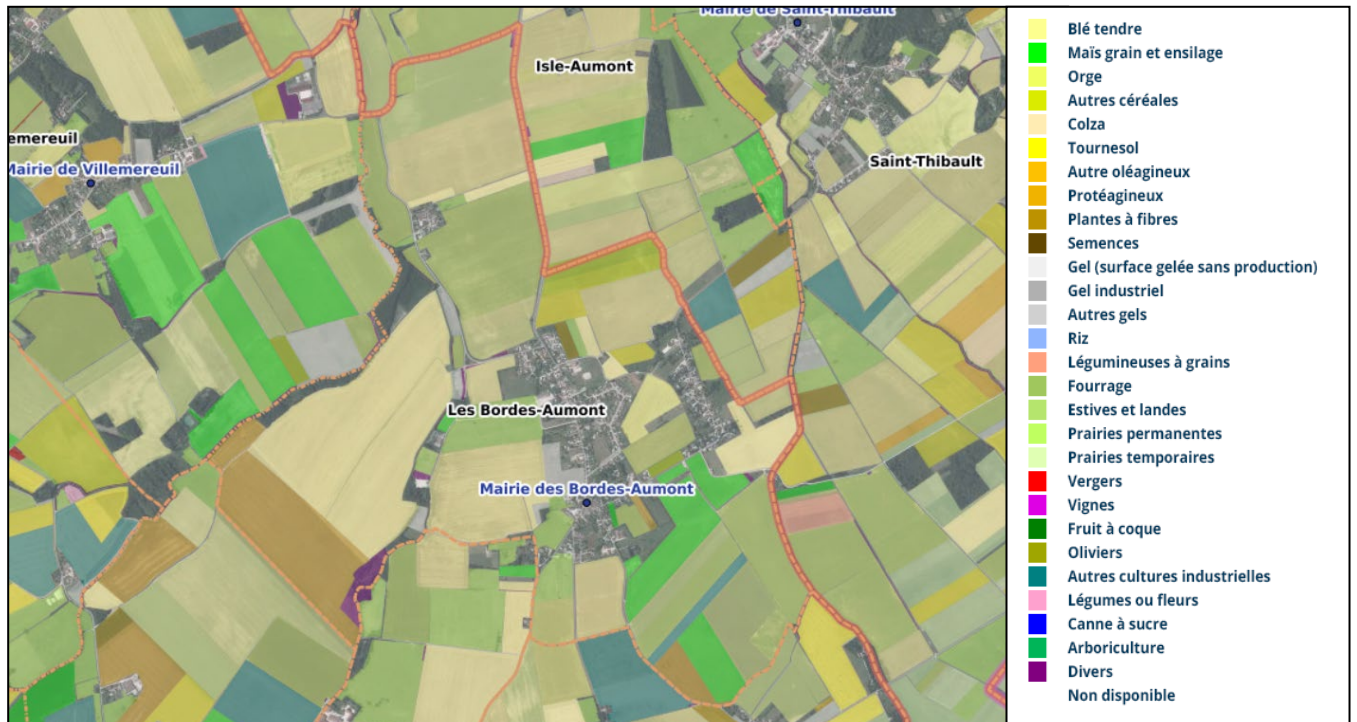 Mairie de Saint-Thibault
Isle-Aumont
emereuil
Mairie de Villemereuil
Saint-Thibault
Les Bordes-Aumont
Mairie des Bordes-Aumont
Blé tendre
Maïs grain et ensilage
Orge
Autres céréales
Colza
Tournesol
Autre oléagineux
Protéagineux
Plantes à fibres
Semences
Gel (surface gelée sans production)
Gel industriel
Autres gels
Riz
Légumineuses à grains
Fourrage
Estives et landes
Prairies permanentes
Prairies temporaires
Vergers
Vignes
Fruit à coque
Oliviers
Autres cultures industrielles
Légumes ou fleurs
Canne à sucre
Arboriculture
Divers
Non disponible